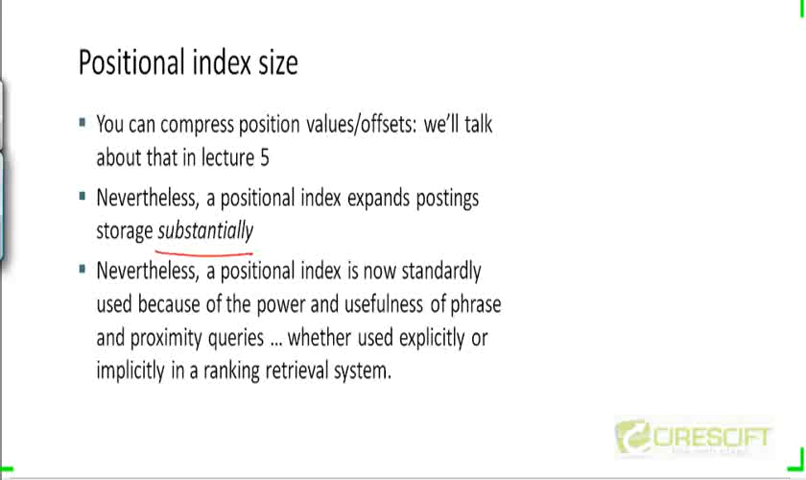 Positional index size
▪ You can compress position values/offsets: we'll talk
about that in lecture 5
▪ Nevertheless, a positional index expands postings
storage substantially
▪ Nevertheless, a positional index is now standardly
used because of the power and usefulness of phrase
and proximity queries ... whether used explicitly or
implicitly in a ranking retrieval system.